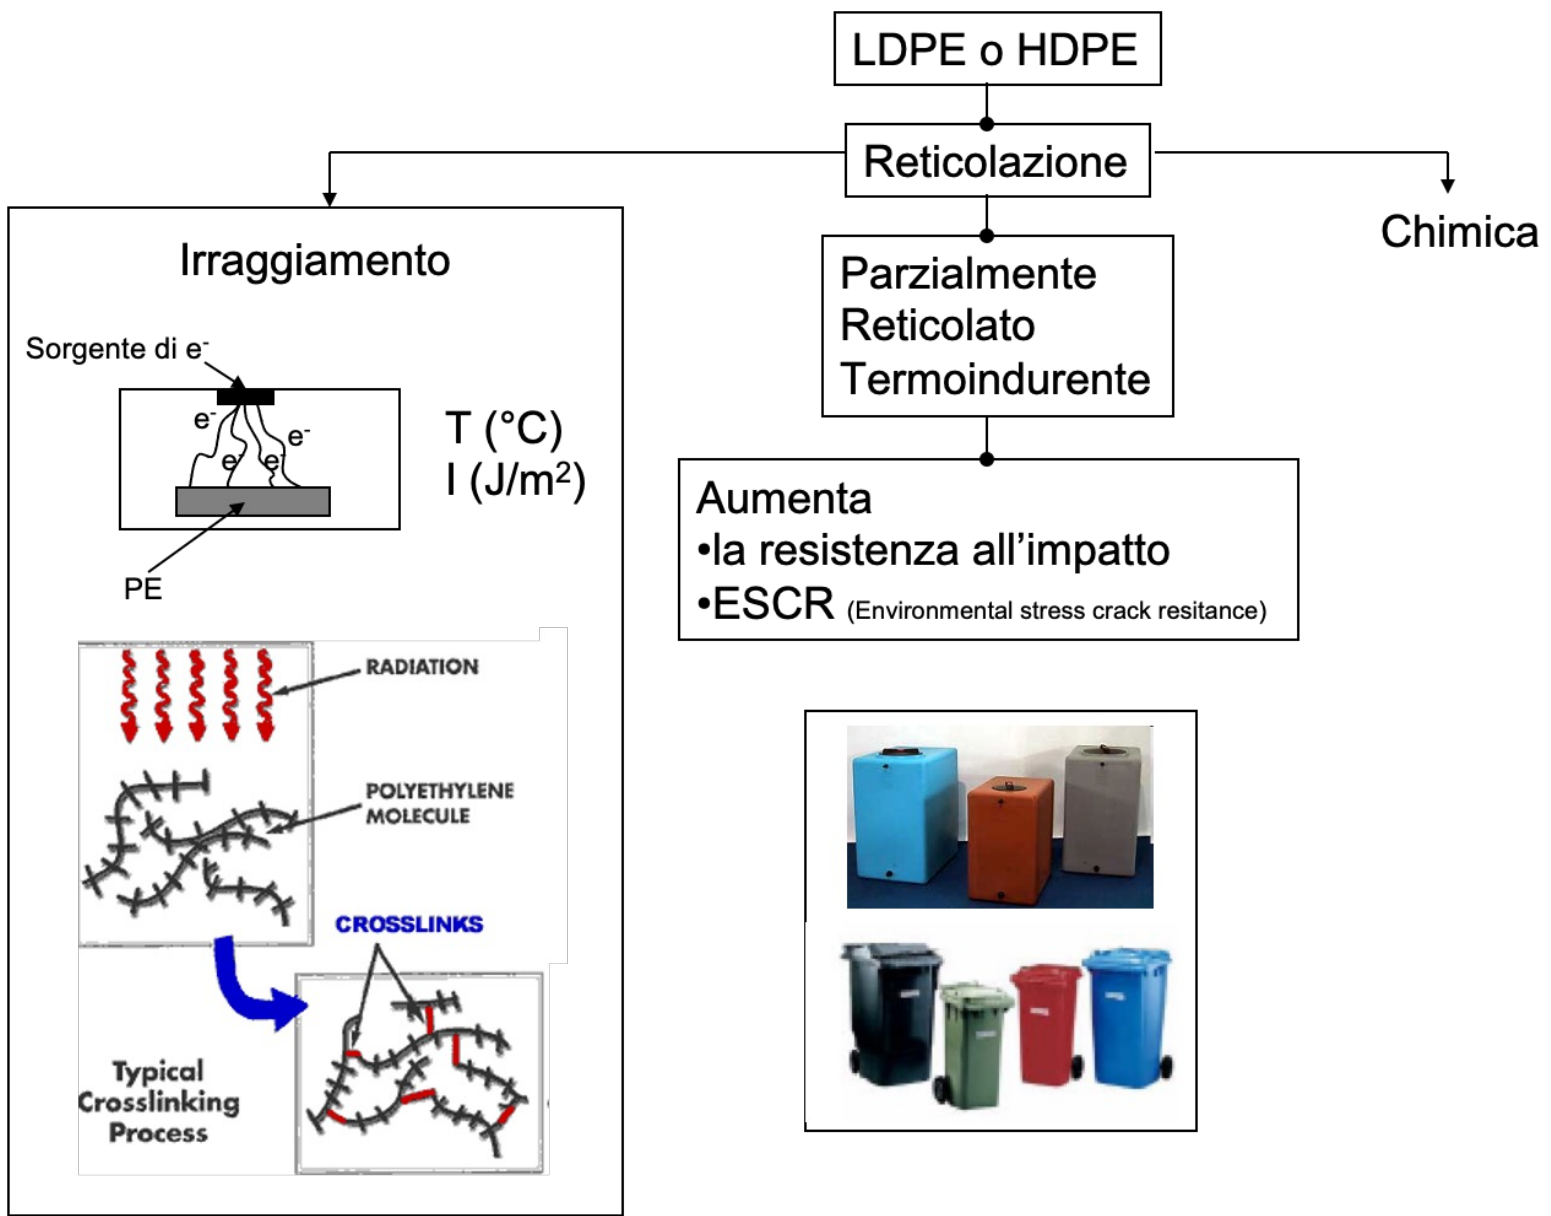 LDPE o HDPE
Reticolazione
Chimica
Irraggiamento
Sorgente di e-
e-
e-
e-
e-
T (°C)
I (J/m²)
PE
Parzialmente
Reticolato
Termoindurente
Aumenta
•la resistenza all’impatto
•ESCR (Environmental stress crack resitance)
RADIATION
POLYETHYLENE
MOLECULE
CROSSLINKS
Typical
Crosslinking
Process